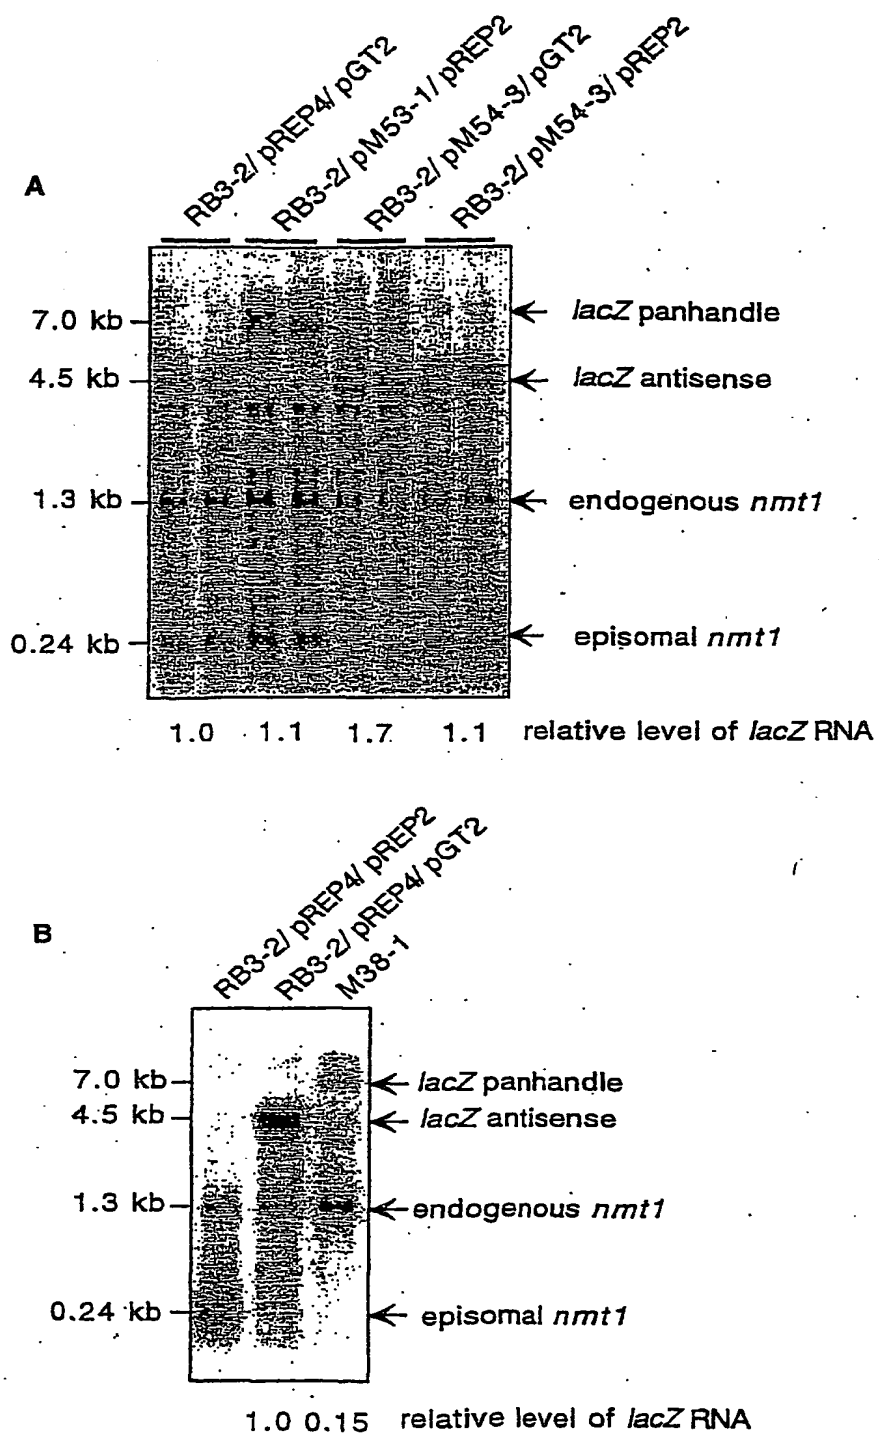 A
RB3-2/ pREP4/ pGT2
RB3-2/ pM53-1/ pREP2
RB3-2/ pM54-3/ pGT2
RB3-2/ pM54-3/ pREP2
7.0 kb
lacZ panhandle
4.5 kb
lacZ antisense
1.3 kb
endogenous nmt1
0.24 kb
episomal nmt1
1.0 1.1 1.7 1.1 relative level of lacZ RNA
B
RB3-2/ pREP4/ pREP2
RB3-2/ pREP4/ pGT2
M38-1
7.0 kb
lacZ panhandle
4.5 kb
lacZ antisense
1.3 kb
endogenous nmt1
0.24 kb
episomal nmt1
1.0 0.15 relative level of lacZ RNA